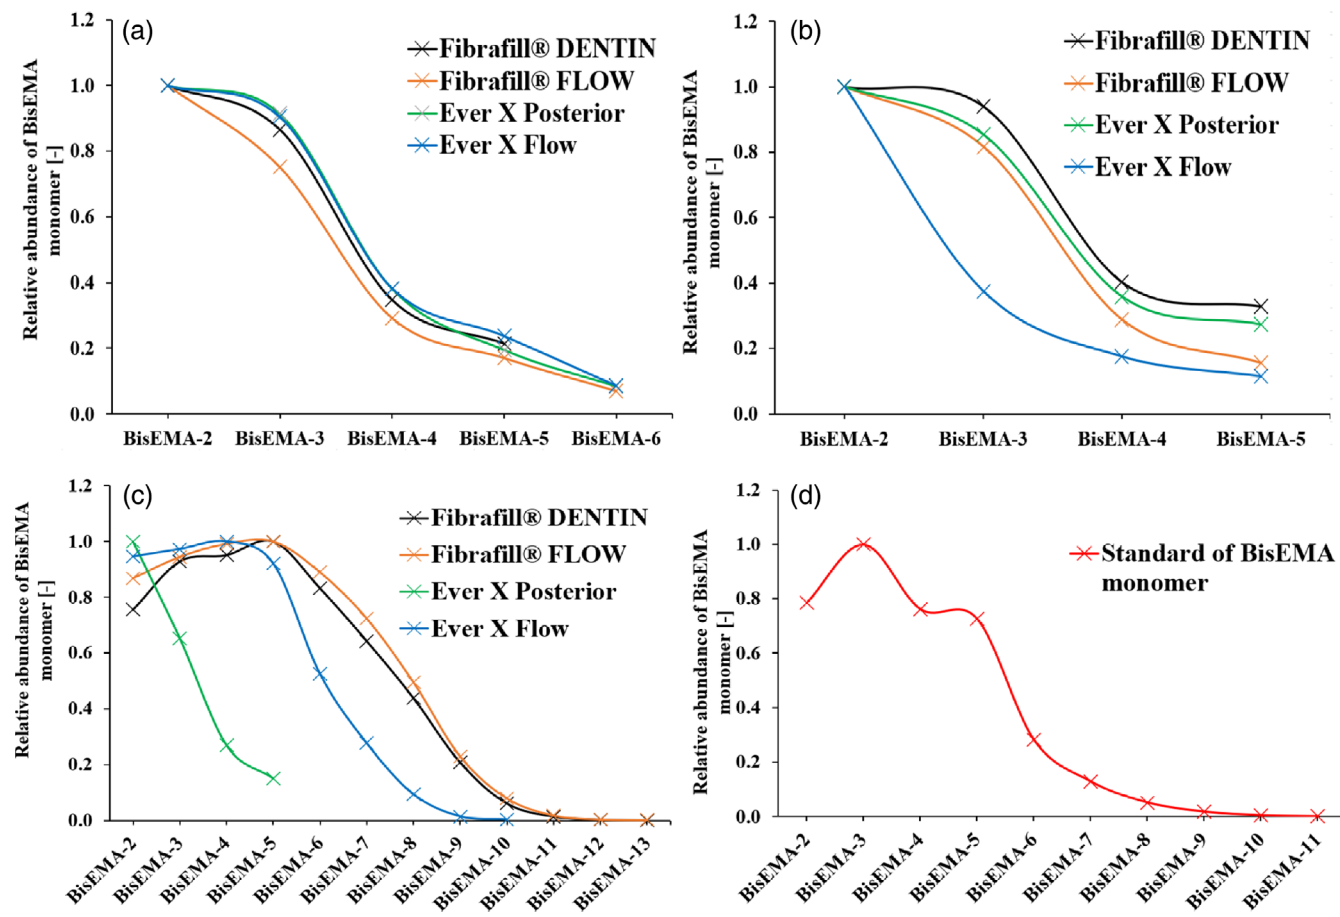 (a)
Relative abundance of BisEMA
monomer [-]
1.2
1.0
0.8
0.6
0.4
0.2
0.0
Fibrafill® DENTIN
Fibrafill® FLOW
Ever X Posterior
Ever X Flow
BisEMA-2 BisEMA-3 BisEMA-4 BisEMA-5 BisEMA-6
(b)
Relative abundance of BisEMA
monomer [-]
1.2
1.0
0.8
0.6
0.4
0.2
0.0
Fibrafill® DENTIN
Fibrafill® FLOW
Ever X Posterior
Ever X Flow
BisEMA-2 BisEMA-3 BisEMA-4 BisEMA-5
(c)
Relative abundance of BisEMA
monomer [-]
1.2
1.0
0.8
0.6
0.4
0.2
0.0
Fibrafill® DENTIN
Fibrafill® FLOW
Ever X Posterior
Ever X Flow
BisEMA-2 BisEMA-3 BisEMA-4 BisEMA-5 BisEMA-6 BisEMA-7 BisEMA-8 BisEMA-9 BisEMA-10 BisEMA-11 BisEMA-12 BisEMA-13
(d)
Relative abundance of BisEMA
monomer [-]
1.2
1.0
0.8
0.6
0.4
0.2
0.0
Standard of BisEMA
monomer
BisEMA-2 BisEMA-3 BisEMA-4 BisEMA-5 BisEMA-6 BisEMA-7 BisEMA-8 BisEMA-9 BisEMA-10 BisEMA-11